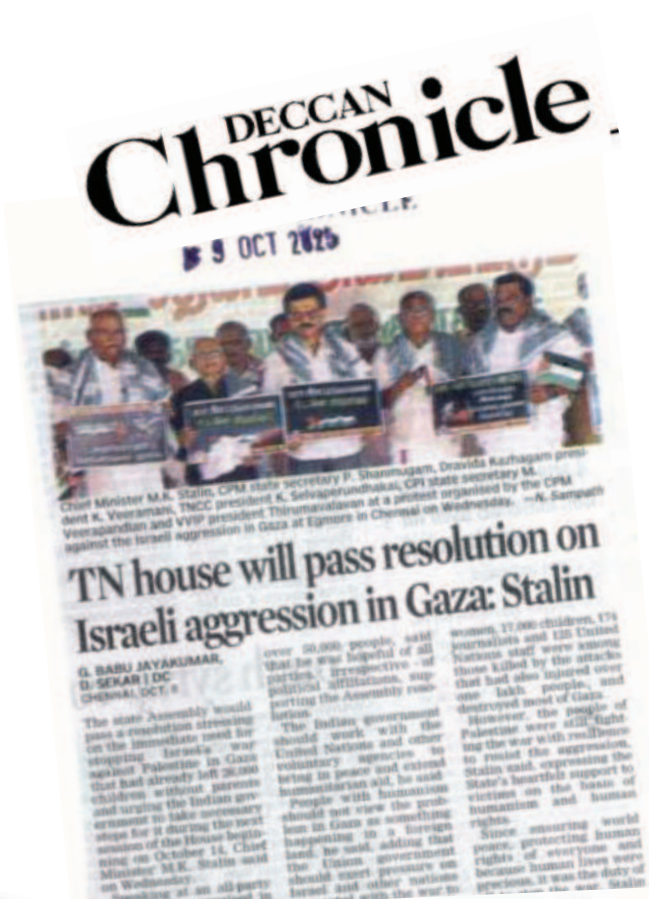 DECCAN
Chronicle
9 OCT 2025
Chief Minister M.K. Stalin, CPM state secretary P. Shanmugam, Dravida Kazhagam presi-
dent K. Veeramani, TNCC president K. Selvaperundhakai, CPI state secretary M.
Veerapandian and VVIP president Thirumavalavan at a protest organised by the CPM
against the Israeli aggression in Gaza at Egmore in Chennai on Wednesday. —N. Sampath
TN house will pass resolution on
Israeli aggression in Gaza: Stalin
G. BABU JAYAKUMAR,
D. SEKAR | DC
CHENNAI, OCT. 8
The state Assembly would
pass a resolution stressing
on the immediate need for
stopping Israel's war
against Palestine in Gaza
that had already left 26,000
children without parents
and urging the Indian gov-
ernment to take necessary
steps for it during the next
session of the House begin-
ning on October 14, Chief
Minister M.K. Stalin said
on Wednesday.
at an all-party
over 50,000 people, said
that he was hopeful of all
parties, irrespective of
political affiliations, sup-
porting the Assembly reso-
lution.
The Indian government
should work with the
United Nations and other
voluntary agencies to
bring in peace and extend
humanitarian aid, he said.
People with humanism
should not view the prob-
lem in Gaza as something
happening in a foreign
land, he said, adding that
the Union government
should exert pressure on
Israel and other nations
with the war to
women, 17,000 children, 174
journalists and 125 United
Nations staff were among
those killed by the attacks
that had also injured over
one lakh people and
destroyed most of Gaza.
However, the people of
Palestine were still fight-
ing the war with resilience
to resist the aggression,
Stalin said, expressing the
State's heartfelt support to
victims on the basis of
humanism and human
rights.
Since ensuring world
peace, protecting human
rights of everyone and
because human lives were
precious, it was the duty of
the war, Stalin